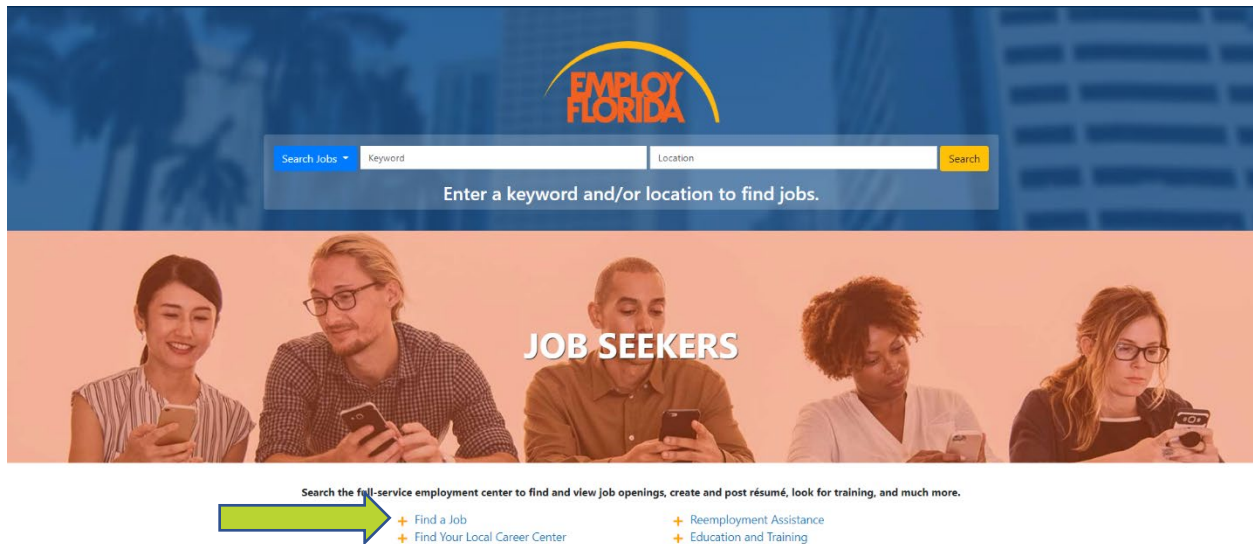 EMPLOY
FLORIDA
Search Jobs Keyword Location Search
Enter a keyword and/or location to find jobs.
JOB SEEKERS
Search the full-service employment center to find and view job openings, create and post résumé, look for training, and much more.
+ Find a Job + Reemployment Assistance
+ Find Your Local Career Center + Education and Training